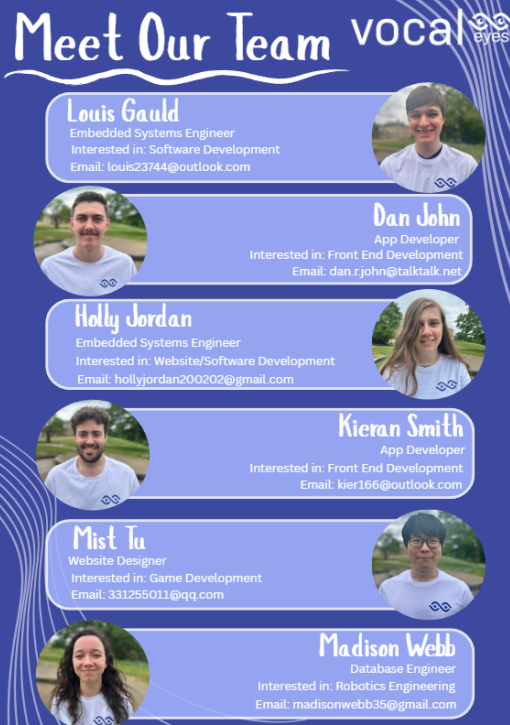 Meet Our Team
vocal eyes
Louis Gauld
Embedded Systems Engineer
Interested in: Software Development
Email: louis23744@outlook.com
Dan John
App Developer
Interested in: Front End Development
Email: dan.r.john@talktalk.net
Holly Jordan
Embedded Systems Engineer
Interested in: Website/Software Development
Email: hollyjordan200202@gmail.com
Kieran Smith
App Developer
Interested in: Front End Development
Email: kier166@outlook.com
Mist Tu
Website Designer
Interested in: Game Development
Email: 331255011@qq.com
Madison Webb
Database Engineer
Interested in: Robotics Engineering
Email: madisonwebb35@gmail.com